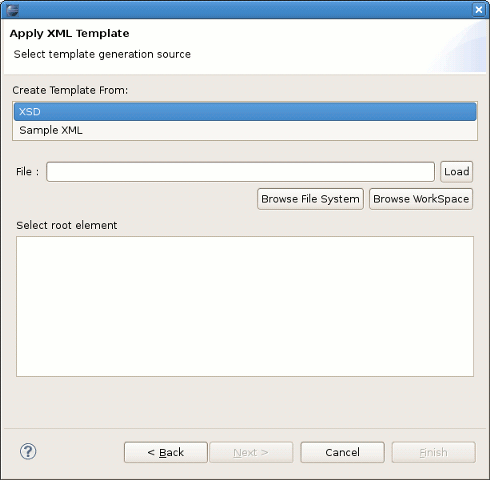 Apply XML Template
Select template generation source
Create Template From:
XSD
Sample XML
File :
Load
Browse File System
Browse WorkSpace
Select root element
?
< Back
Next >
Cancel
Finish